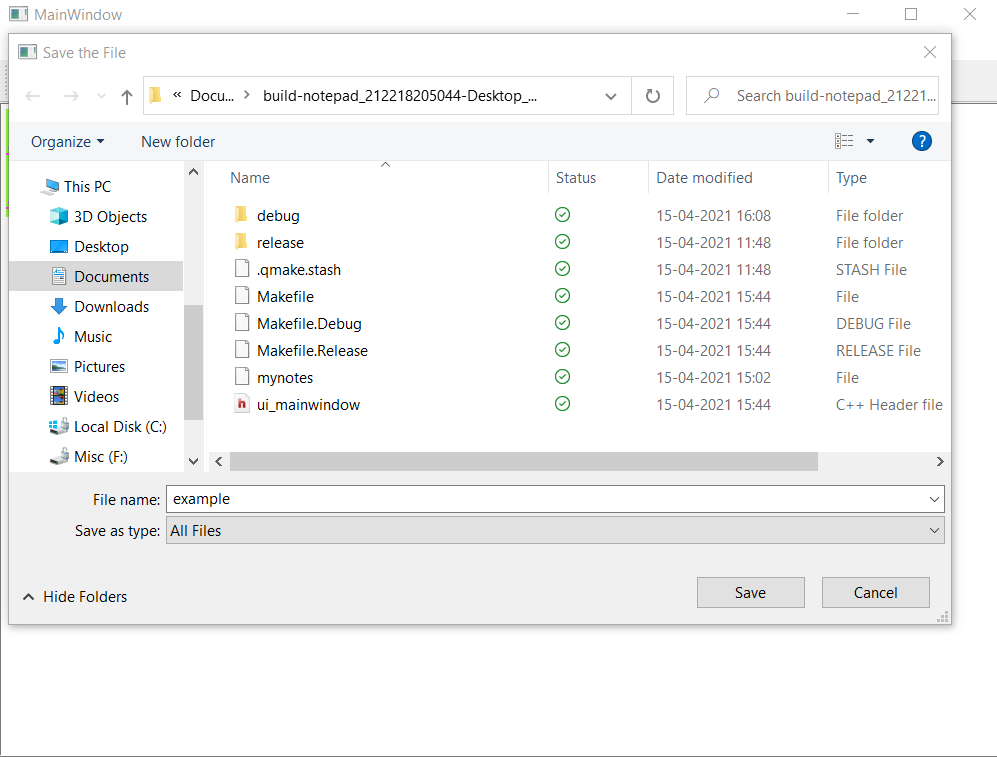 MainWindow
Save the File
« Docu... > build-notepad_212218205044-Desktop_...
Search build-notepad_21221...
Organize
New folder
?
This PC
3D Objects
Desktop
Documents
Downloads
Music
Pictures
Videos
Local Disk (C:)
Misc (F:)
Name Status Date modified Type
debug 15-04-2021 16:08 File folder
release 15-04-2021 11:48 File folder
.qmake.stash 15-04-2021 11:48 STASH File
Makefile 15-04-2021 15:44 File
Makefile.Debug 15-04-2021 15:44 DEBUG File
Makefile.Release 15-04-2021 15:44 RELEASE File
mynotes 15-04-2021 15:02 File
h ui_mainwindow 15-04-2021 15:44 C++ Header file
File name: example
Save as type: All Files
Hide Folders
Save
Cancel